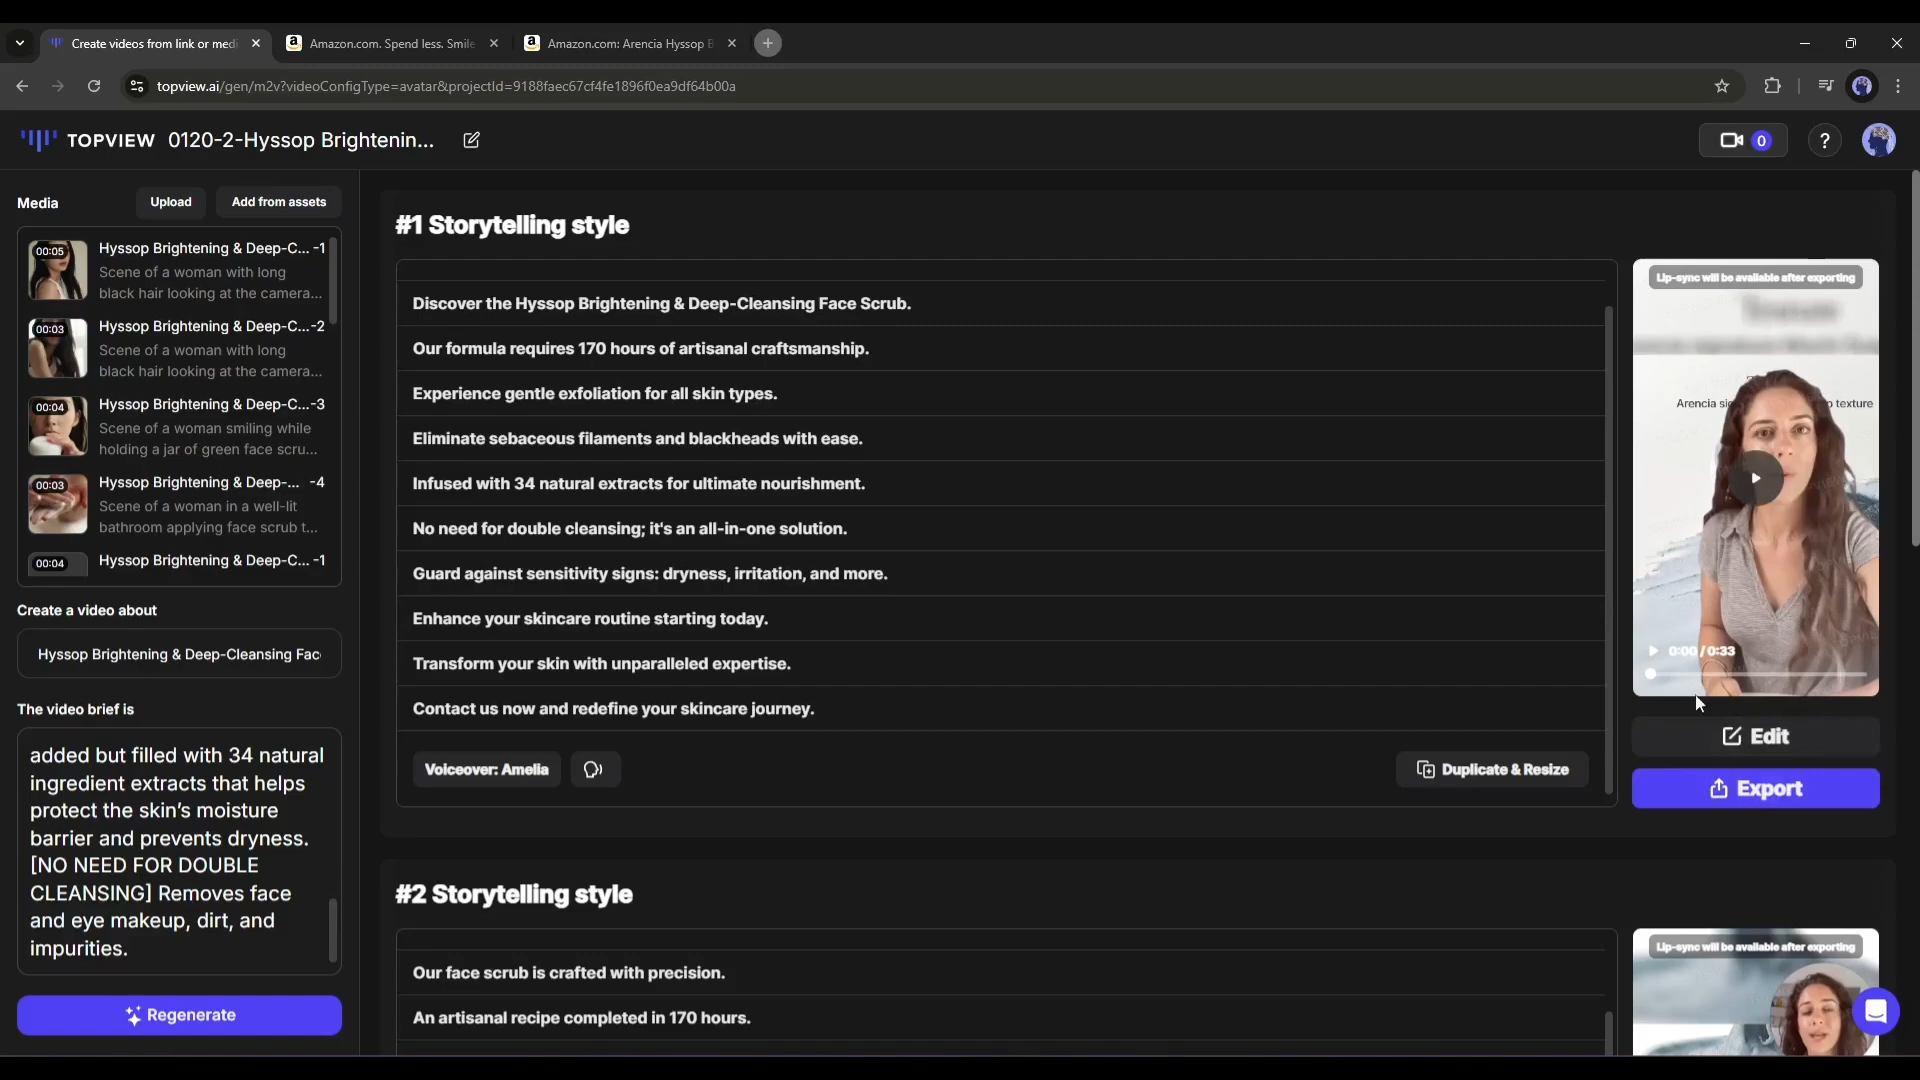 Create videos from link or medi
Amazon.com. Spend less. Smile
Amazon.com: Arencia Hyssop B
topview.ai/gen/m2v?videoConfigType=avatar&projectId=9188faec67cf4fe1896f0ea9df64b00a
TOPVIEW 0120-2-Hyssop Brightenin...
0
?
Media
Upload
Add from assets
00:05
Hyssop Brightening & Deep-C... -1
Scene of a woman with long
black hair looking at the camera...
00:03
Hyssop Brightening & Deep-C...-2
Scene of a woman with long
black hair looking at the camera...
00:04
Hyssop Brightening & Deep-C...-3
Scene of a woman smiling while
holding a jar of green face scru...
00:03
Hyssop Brightening & Deep-... -4
Scene of a woman in a well-lit
bathroom applying face scrub t...
00:04
Hyssop Brightening & Deep-C... -1
Create a video about
Hyssop Brightening & Deep-Cleansing Fac
The video brief is
added but filled with 34 natural
ingredient extracts that helps
protect the skin's moisture
barrier and prevents dryness.
[NO NEED FOR DOUBLE
CLEANSING] Removes face
and eye makeup, dirt, and
impurities.
Regenerate
#1 Storytelling style
Discover the Hyssop Brightening & Deep-Cleansing Face Scrub.
Our formula requires 170 hours of artisanal craftsmanship.
Experience gentle exfoliation for all skin types.
Eliminate sebaceous filaments and blackheads with ease.
Infused with 34 natural extracts for ultimate nourishment.
No need for double cleansing; it's an all-in-one solution.
Guard against sensitivity signs: dryness, irritation, and more.
Enhance your skincare routine starting today.
Transform your skin with unparalleled expertise.
Contact us now and redefine your skincare journey.
Voiceover: Amelia
Duplicate & Resize
Lip-sync will be available after exporting
Texture
Arencia
texture
0:00 / 0:33
Edit
Export
#2 Storytelling style
Our face scrub is crafted with precision.
An artisanal recipe completed in 170 hours.
Lip-sync will be available after exporting